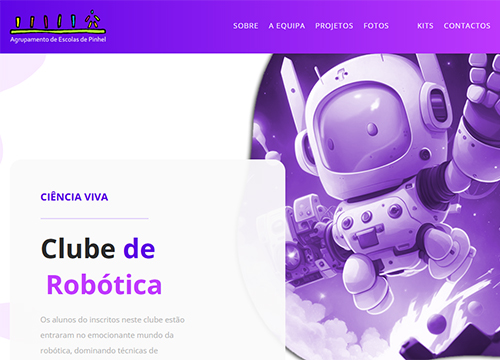 Agrupamento de Escolas de Pinhel
SOBRE A EQUIPA PROJETOS FOTOS KITS CONTACTOS
CIÊNCIA VIVA
Clube de
Robótica
Os alunos do inscritos neste clube estão
entraram no emocionante mundo da
robótica, dominando técnicas de